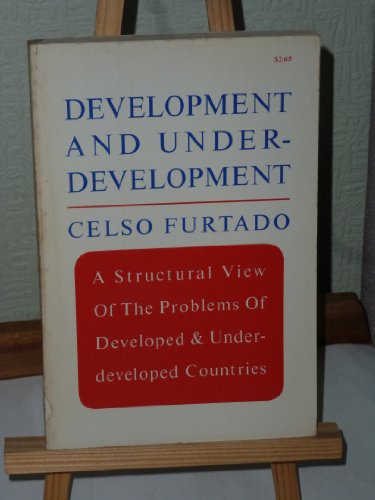 $2.65
DEVELOPMENT
AND UNDER-
DEVELOPMENT
CELSO FURTADO
A Structural View
Of The Problems Of
Developed & Under-
developed Countries